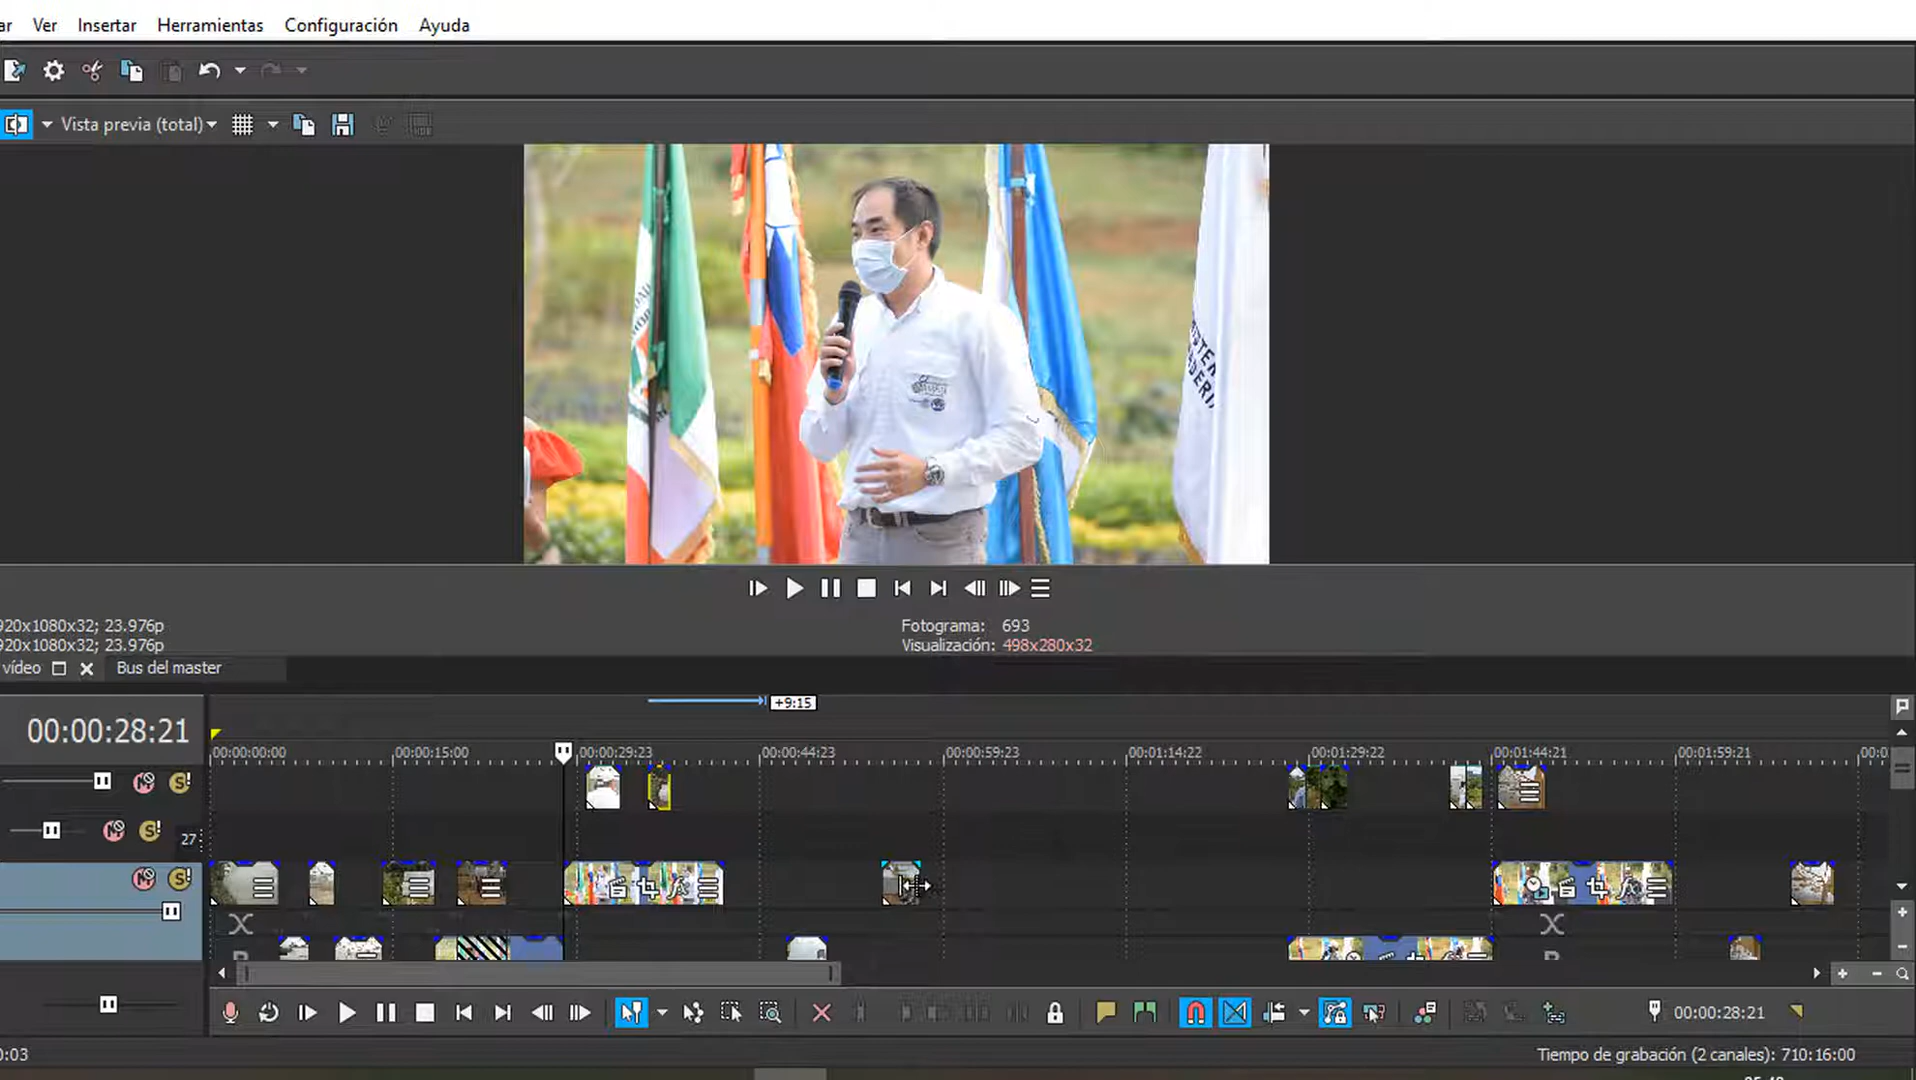 ar Ver Insertar Herramientas Configuración Ayuda
Vista previa (total)
920x1080x32; 23.976p
920x1080x32; 23.976p
Fotograma: 693
Visualización: 498x280x32
vídeo Bus del master
+9:15
00:00:28:21
00:00:00:00 00:00:15:00 00:00:29:23 00:00:44:23 00:00:59:23 00:01:14:22 00:01:29:22 00:01:44:21 00:01:59:21 00:0
27
00:00:28:21
0:03
Tiempo de grabación (2 canales): 710:16:00